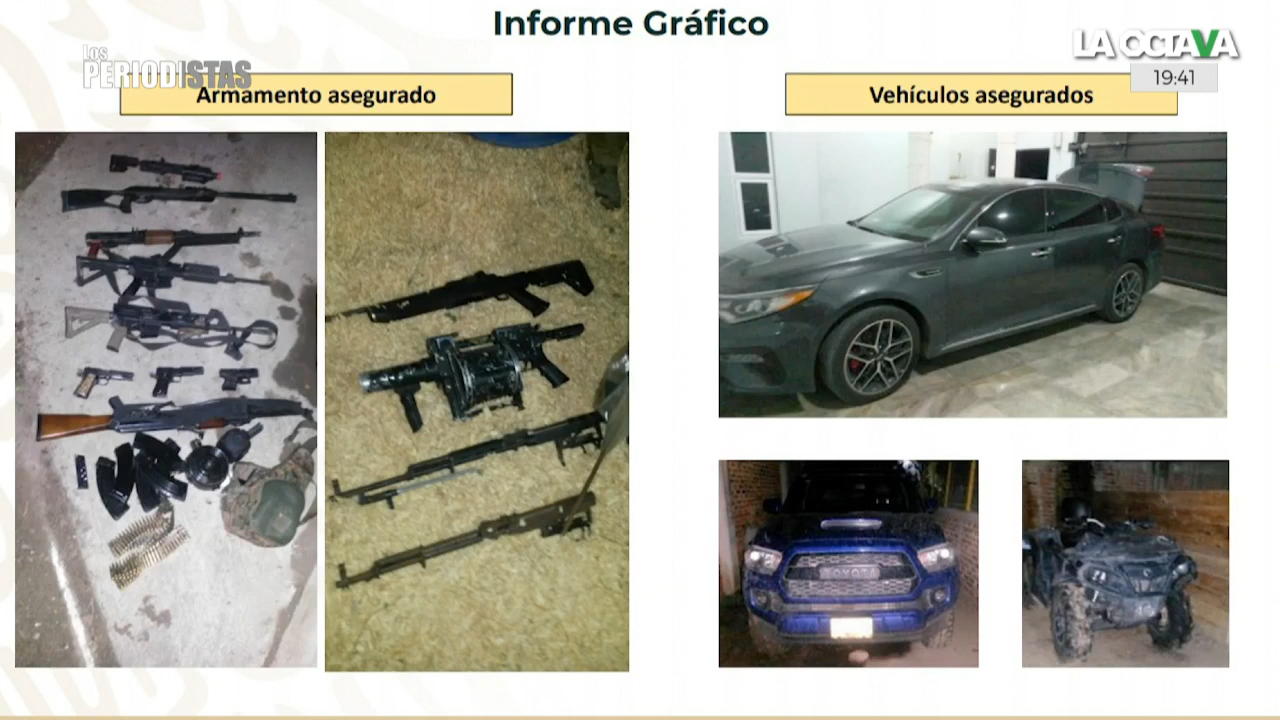 Informe Gráfico
Los
PERIODISTAS
LA OCTAVA
19:41
Armamento asegurado
Vehículos asegurados
TOYOTA